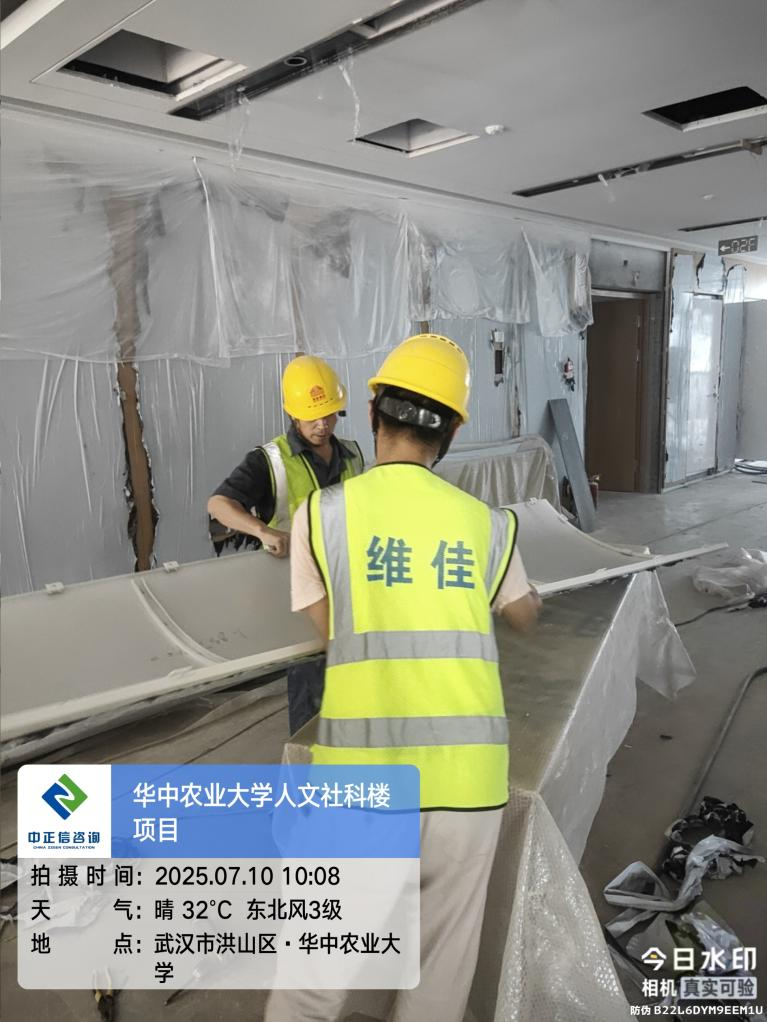 ←02F
维佳
中正信咨询
CHINA ZIXIN CONSULTATION
华中农业大学人文社科楼
项目
拍摄时间：2025.07.10 10:08
天气：晴 32℃ 东北风3级
地点：武汉市洪山区·华中农业大
学
今日水印
相机 真实可验
防伪 B22L6DYM9EEM1U